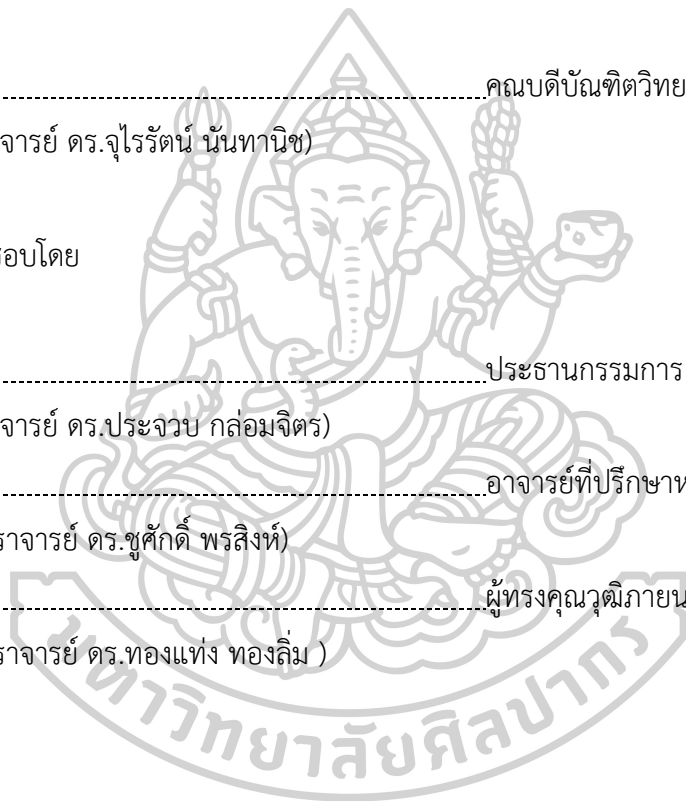 คณบดีบัณฑิตวิทย
จารย์ ดร.จุไรรัตน์ นันทานิช)
อบโดย
ประธานกรรมการ
จารย์ ดร.ประจวบ กล่อมจิตร)
อาจารย์ที่ปรึกษาห
ราจารย์ ดร.ชูศักดิ์ พรสิงห์)
ผู้ทรงคุณวุฒิภายน
ราจารย์ ดร.ทองแท่ง ทองลิ่ม )
มหาวิทยาลัยศิลปากร